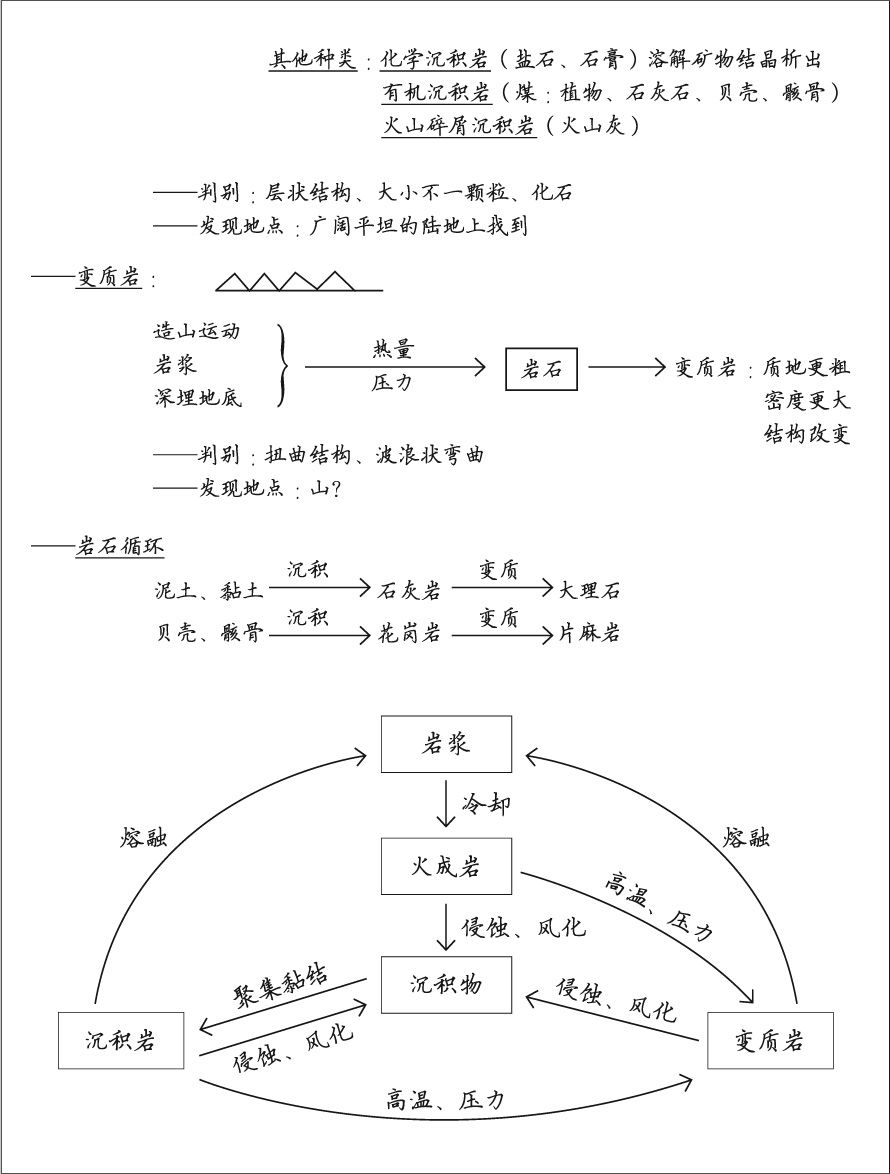 其他种类：化学沉积岩（盐石、石膏）溶解矿物结晶析出
有机沉积岩（煤：植物、石灰石、贝壳、骸骨）
火山碎屑沉积岩（火山灰）
——判别：层状结构、大小不一颗粒、化石
——发现地点：广阔平坦的陆地上找到
——变质岩：
造山运动
岩浆
深埋地底
热量
压力
岩石
变质岩：质地更粗
密度更大
结构改变
——判别：扭曲结构、波浪状弯曲
——发现地点：山?
——岩石循环
泥土、黏土 沉积 石灰岩 变质 大理石
贝壳、骸骨 沉积 花岗岩 变质 片麻岩
岩浆
冷却
熔融
熔融
火成岩
高温、压力
侵蚀、风化
沉积物
聚集黏结
侵蚀、风化
侵蚀、风化
沉积岩
变质岩
高温、压力